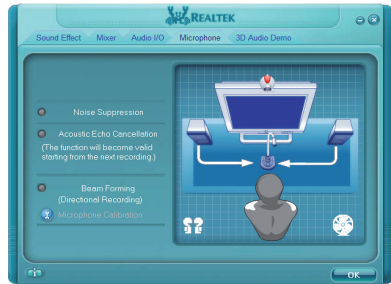 REALTEK
Sound Effect Mixer Audio I/O Microphone 3D Audio Demo
Noise Suppression
Acoustic Echo Cancellation
(The function will become valid
starting from the next recording.)
Beam Forming
(Directional Recording)
Microphone Calibration
OK